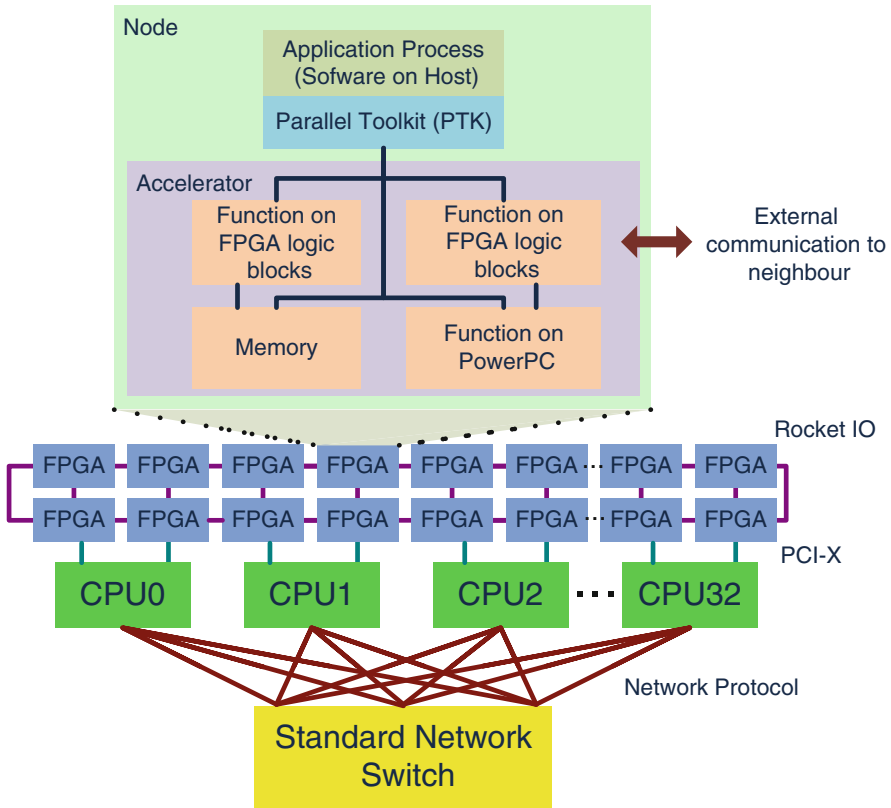 Node
Application Process
(Sofware on Host)
Parallel Toolkit (PTK)
Accelerator
Function on
FPGA logic
blocks
Function on
FPGA logic
blocks
External
communication to
neighbour
Memory
Function on
PowerPC
Rocket IO
FPGA FPGA FPGA FPGA FPGA FPGA ... FPGA FPGA
FPGA FPGA FPGA FPGA FPGA FPGA ... FPGA FPGA
PCI-X
CPU0 CPU1 CPU2 .... CPU32
Network Protocol
Standard Network
Switch